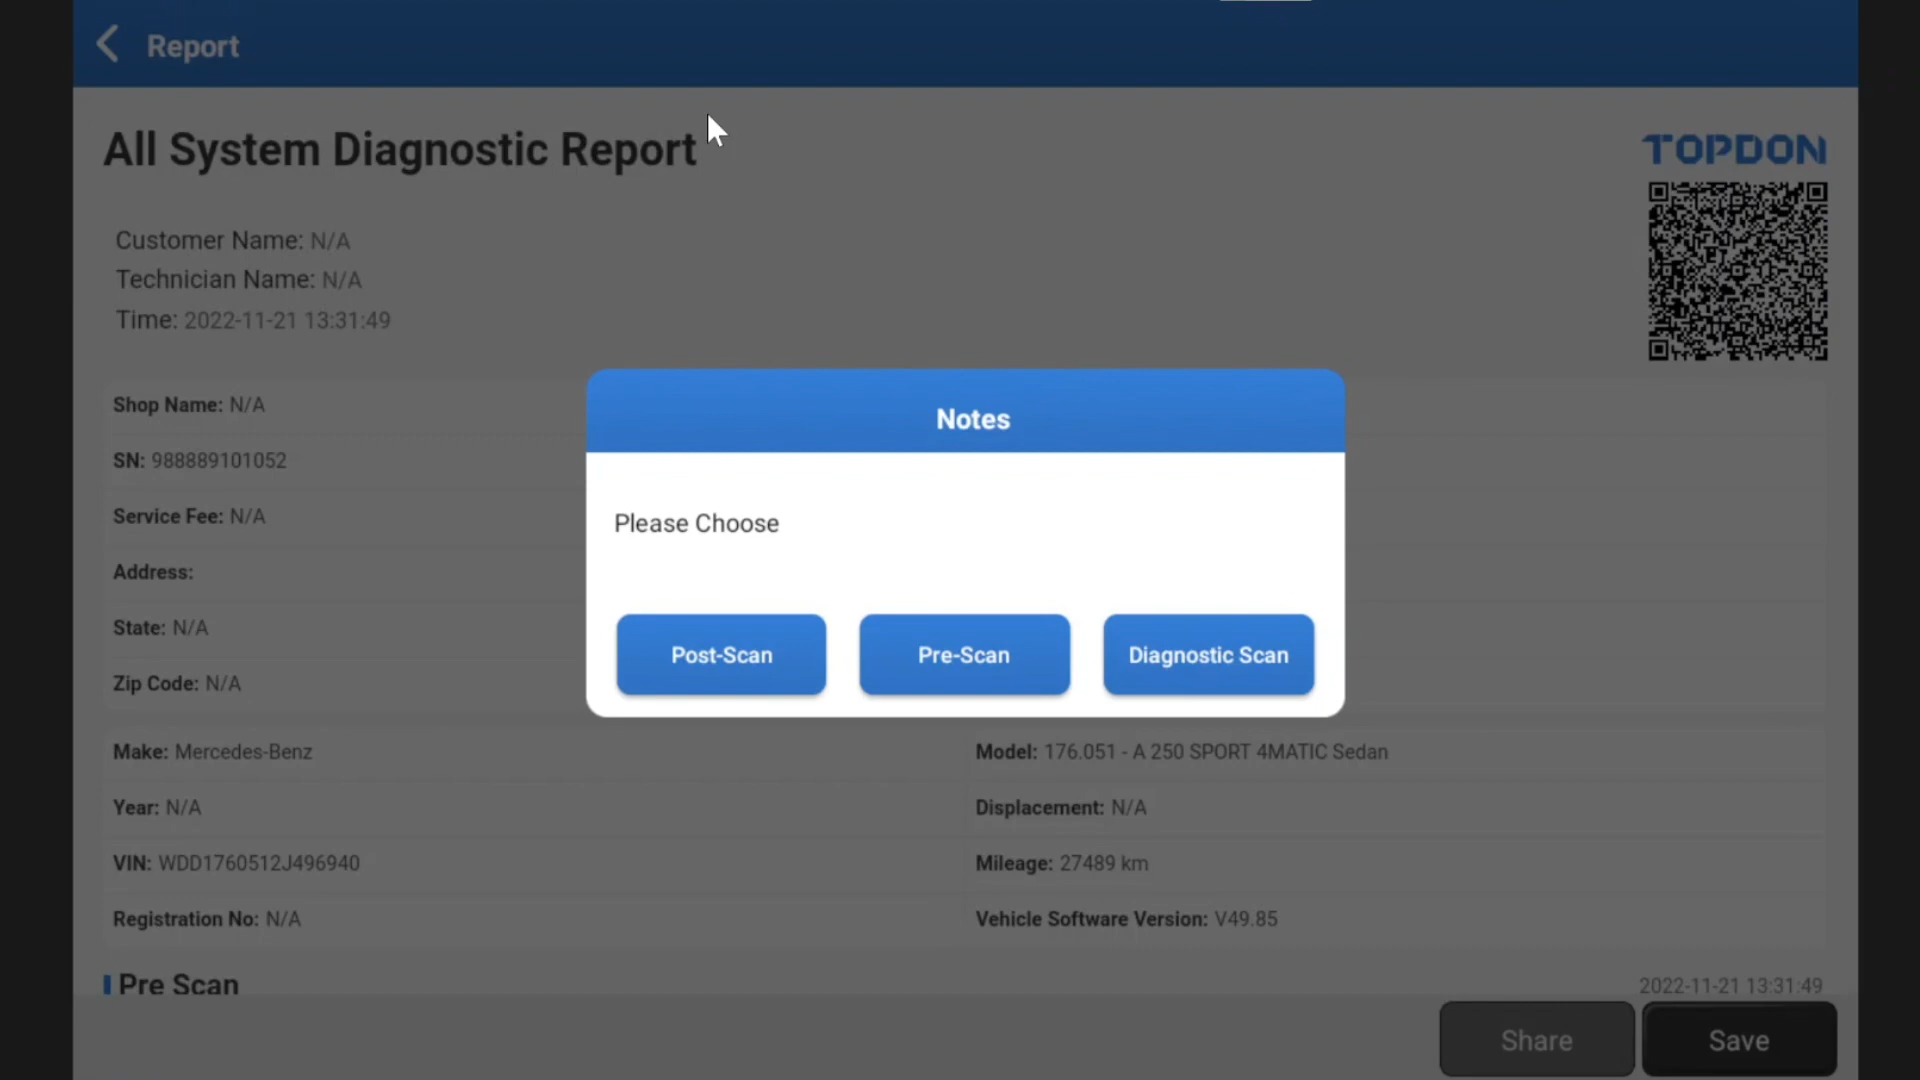 Report
All System Diagnostic Report
TOPDON
Customer Name: N/A
Technician Name: N/A
Time: 2022-11-21 13:31:49
Shop Name: N/A
SN: 988889101052
Service Fee: N/A
Address:
State: N/A
Zip Code: N/A
Notes
Please Choose
Post-Scan
Pre-Scan
Diagnostic Scan
Make: Mercedes-Benz
Model: 176.051 - A 250 SPORT 4MATIC Sedan
Year: N/A
Displacement: N/A
VIN: WDD1760512J496940
Mileage: 27489 km
Registration No: N/A
Vehicle Software Version: V49.85
Pre Scan
2022-11-21 13:31:49
Share
Save